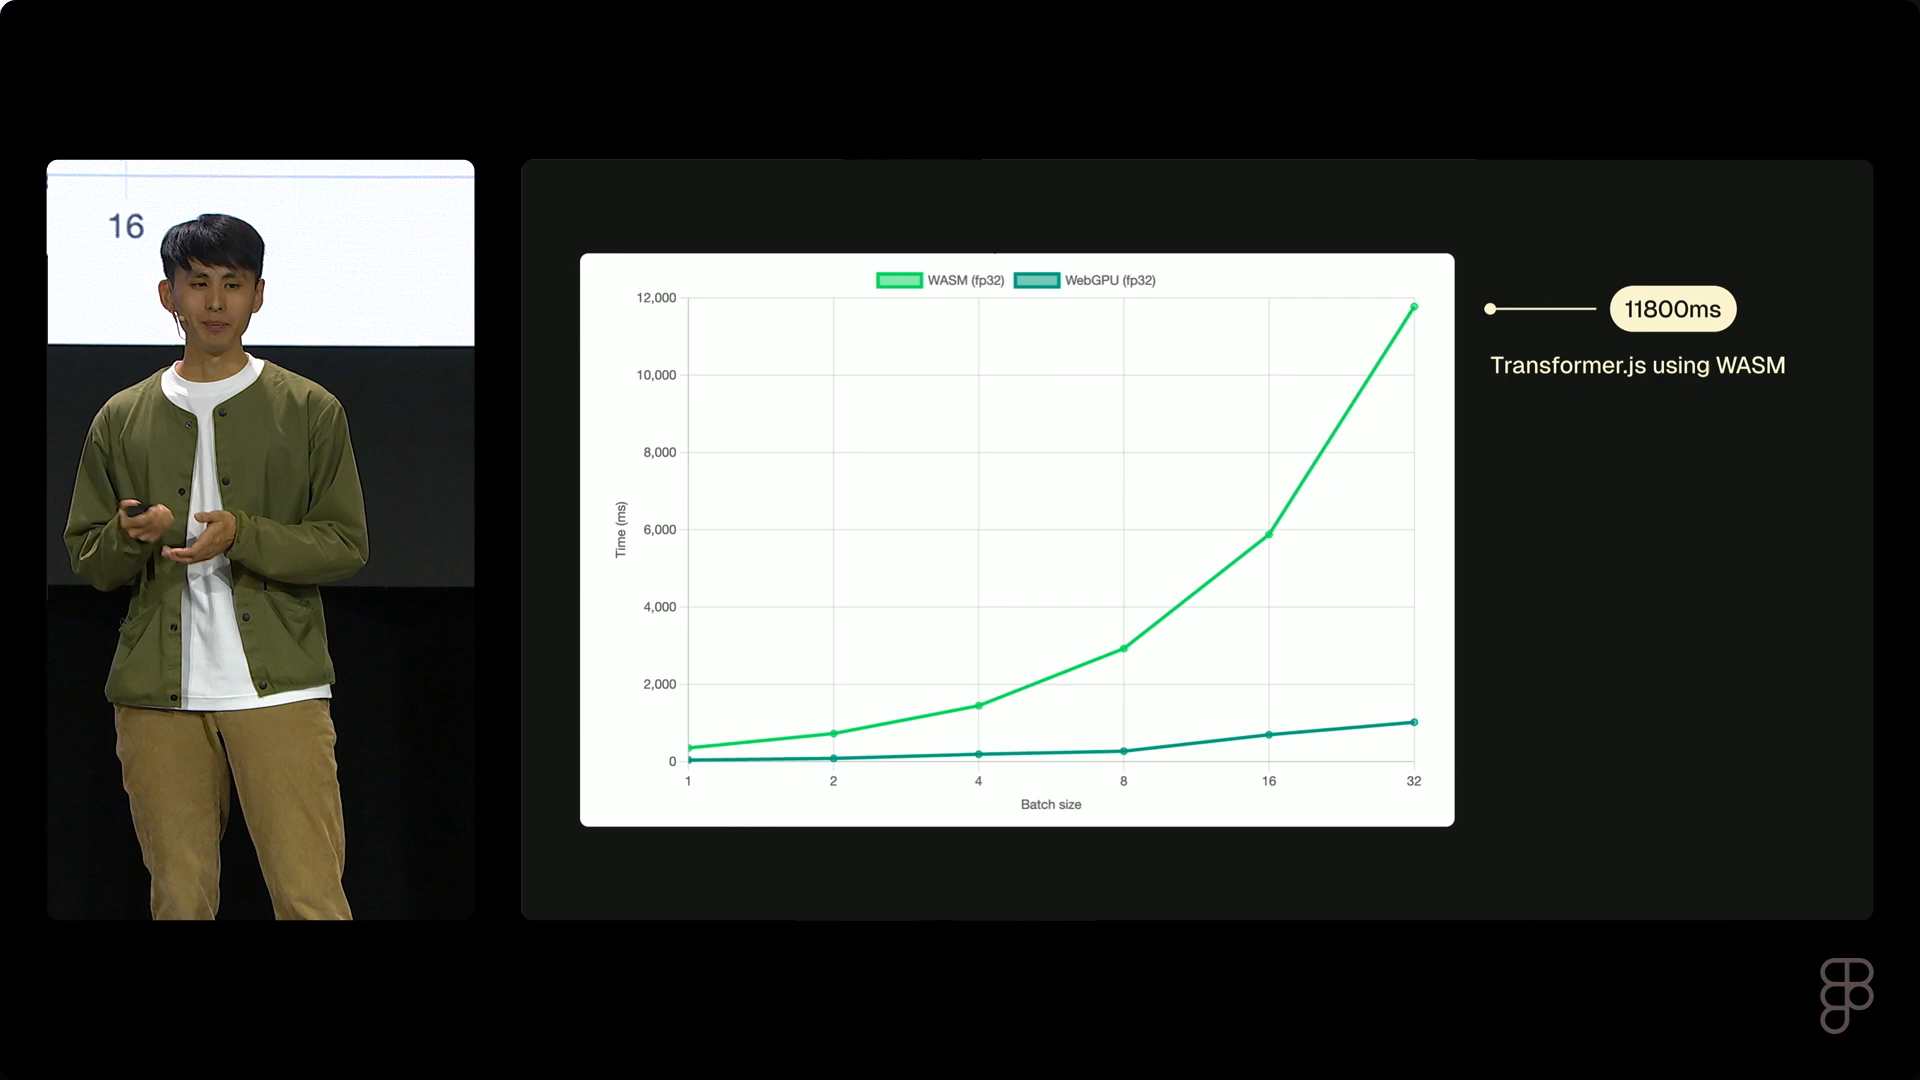 16
WASM (fp32) WebGPU (fp32)
12,000
10,000
8,000
6,000
4,000
2,000
0
Time (ms)
1 2 4 8 16 32
Batch size
11800ms
Transformer.js using WASM